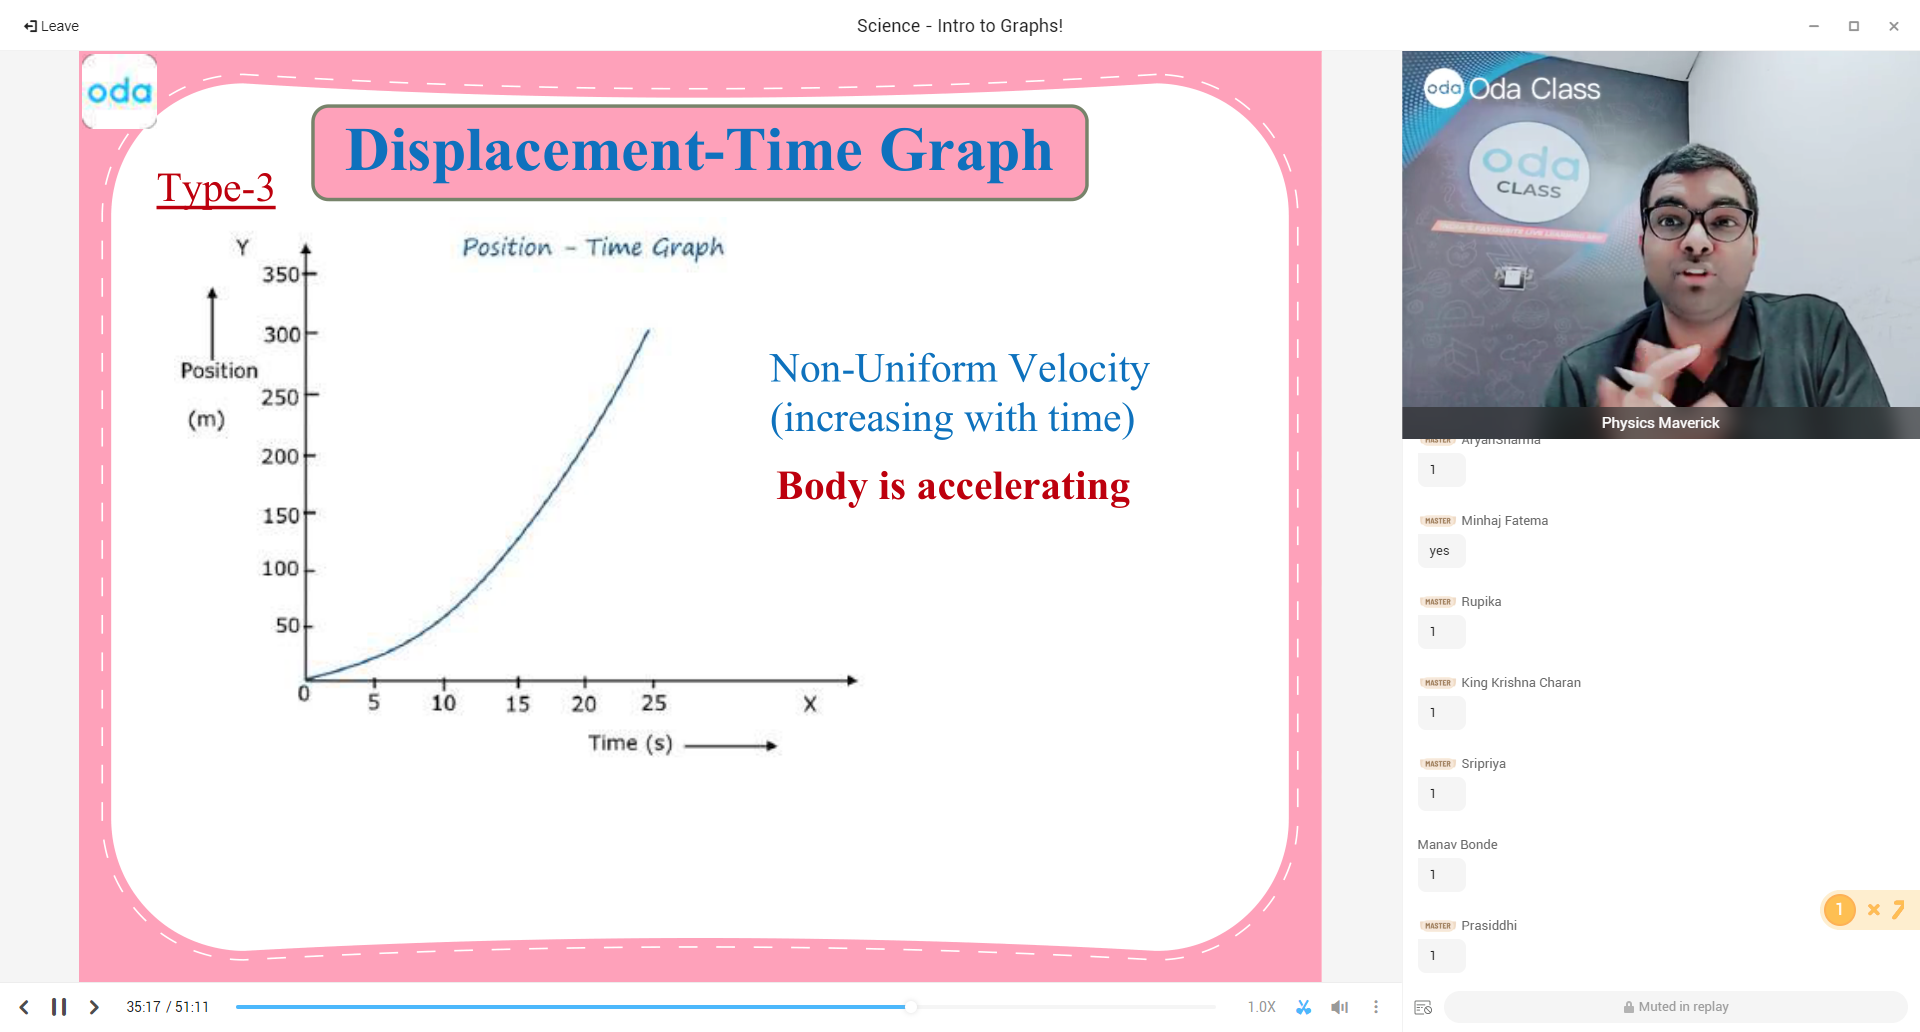 Leave
Science - Intro to Graphs!
oda
Displacement-Time Graph
Type-3
Y
Position - Time Graph
350
300
Position
250
(m)
200
150
100
50
0
5
10
15
20
25
X
Time (s)
Non-Uniform Velocity
(increasing with time)
Body is accelerating
oda Oda Class
oda
CLASS
Physics Maverick
MASTER AryanSharma
1
MASTER Minhaj Fatema
yes
MASTER Rupika
1
MASTER King Krishna Charan
1
MASTER Sripriya
1
Manav Bonde
1
MASTER Prasiddhi
1
1 × 7
35:17 / 51:11
1.0X
Muted in replay